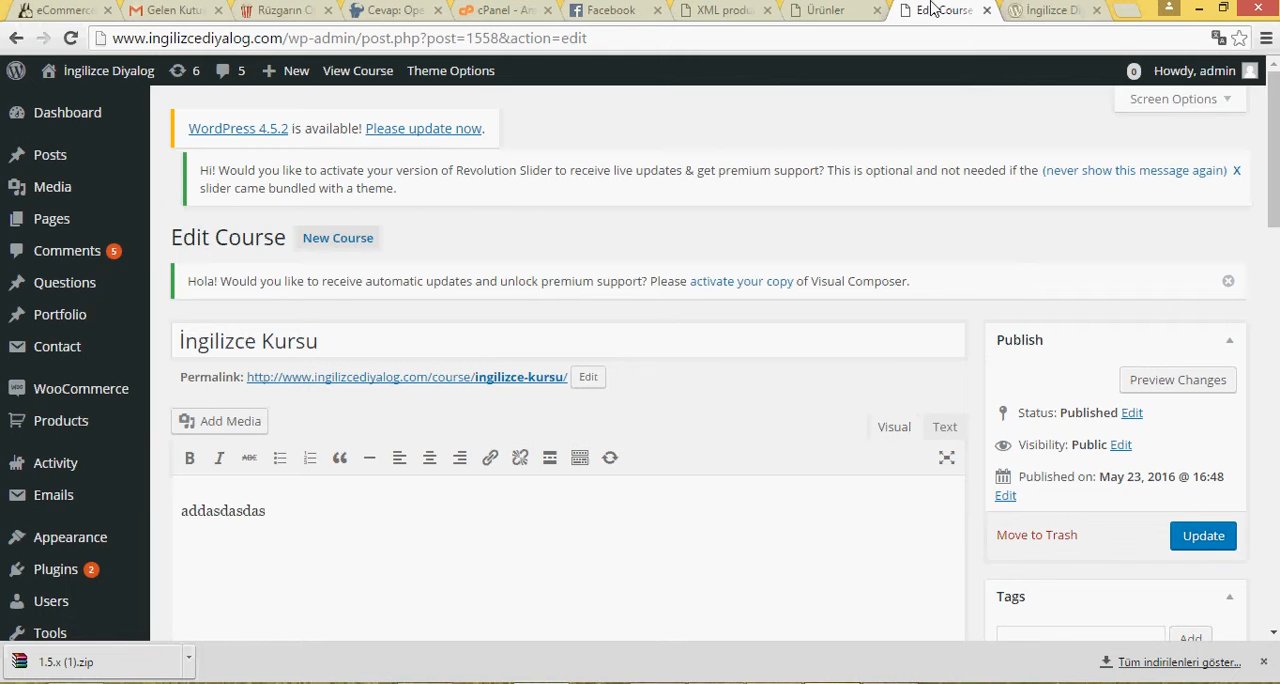 eCommerc
Gelen Kutu
Rüzgarın O
Cevap: Ope
cPanel - An
Facebook
XML produ
Ürünler
Edit Course
İngilizce Di
www.ingilizcediyalog.com/wp-admin/post.php?post=1558&action=edit
İngilizce Diyalog
6
5
New
View Course
Theme Options
0
Howdy, admin
Screen Options
Dashboard
Posts
Media
Pages
Comments 5
Questions
Portfolio
Contact
WooCommerce
Products
Activity
Emails
Appearance
Plugins 2
Users
Tools
WordPress 4.5.2 is available! Please update now.
Hi! Would you like to activate your version of Revolution Slider to receive live updates & get premium support? This is optional and not needed if the (never show this message again) X
slider came bundled with a theme.
Edit Course
New Course
Hola! Would you like to receive automatic updates and unlock premium support? Please activate your copy of Visual Composer.
İngilizce Kursu
Permalink: http://www.ingilizcediyalog.com/course/ingilizce-kursu/ Edit
Add Media
Visual
Text
B I ABC
addasdasdas
Publish
Preview Changes
Status: Published Edit
Visibility: Public Edit
Published on: May 23, 2016 @ 16:48
Edit
Move to Trash
Update
Tags
Add
1.5.x (1).zip
Tüm indirilenleri göster...